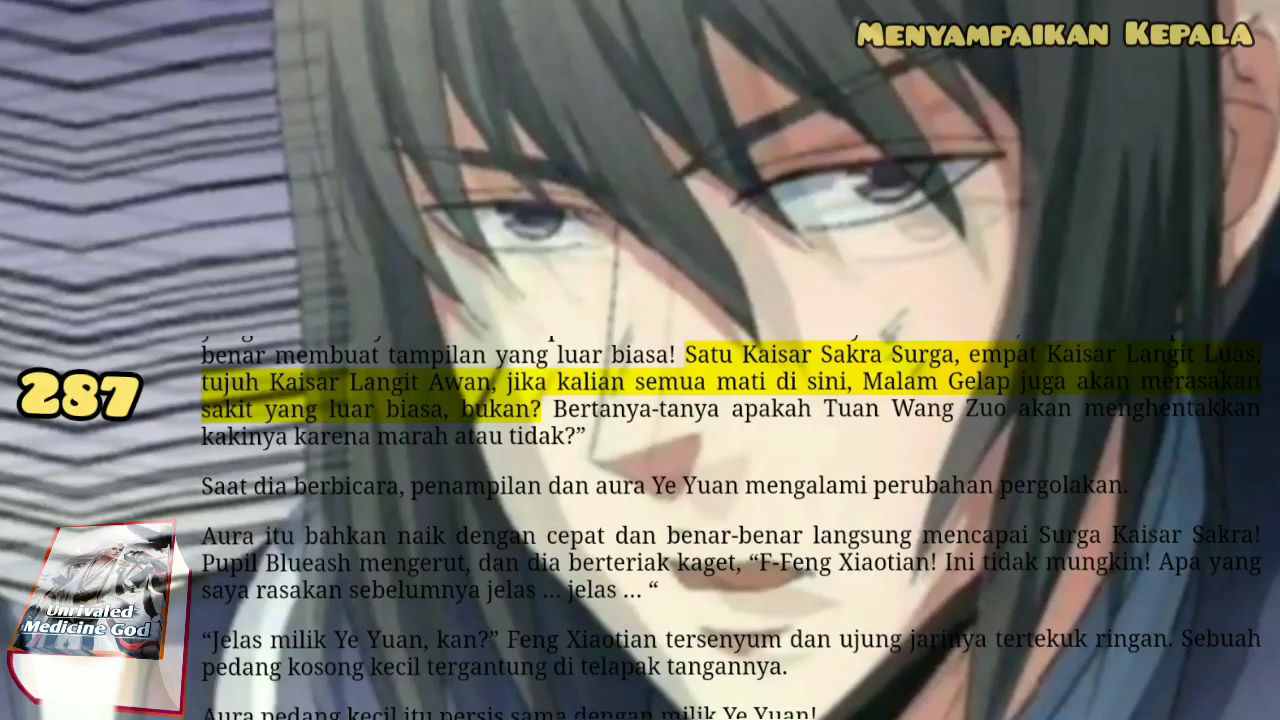 Menyampaikan Kepala
benar membuat tampilan yang luar biasa! Satu Kaisar Sakra Surga, empat Kaisar Langit Luas,
tujuh Kaisar Langit Awan, jika kalian semua mati di sini, Malam Gelap juga akan merasakan
sakit yang luar biasa, bukan? Bertanya-tanya apakah Tuan Wang Zuo akan menghentakkan
kakinya karena marah atau tidak?”
287
Saat dia berbicara, penampilan dan aura Ye Yuan mengalami perubahan pergolakan.
Aura itu bahkan naik dengan cepat dan benar-benar langsung mencapai Surga Kaisar Sakra!
Pupil Blueash mengerut, dan dia berteriak kaget, “F-Feng Xiaotian! Ini tidak mungkin! Apa yang
saya rasakan sebelumnya jelas ... jelas ... “
“Jelas milik Ye Yuan, kan?” Feng Xiaotian tersenyum dan ujung jarinya tertekuk ringan. Sebuah
pedang kosong kecil tergantung di telapak tangannya.
Aura pedang kecil itu persis sama dengan milik Ye Yuan!
Unrivaled
Medicine God